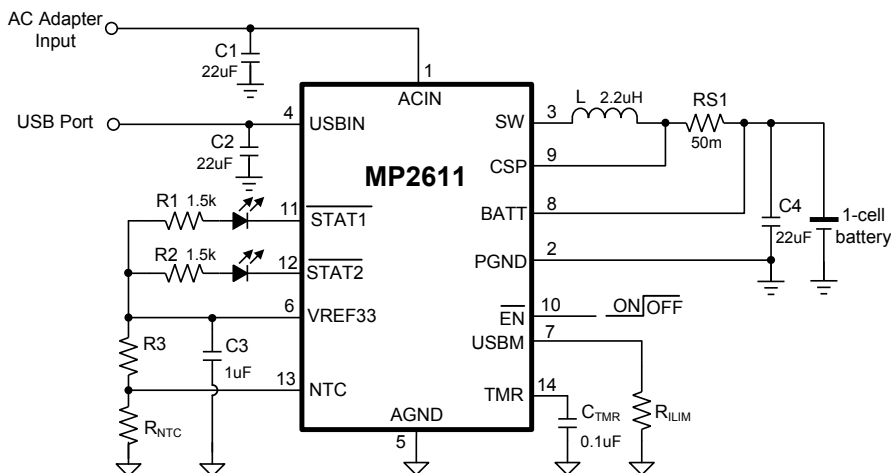 AC Adapter
Input
C1
22uF
1
ACIN
USB Port
4
USBIN
C2
22uF
MP2611
SW
3
L
2.2uH
RS1
50m
CSP
9
BATT
8
C4
22uF
1-cell
battery
PGND
2
R1
1.5k
11
STAT1
R2
1.5k
12
STAT2
6
VREF33
EN
10
ON
OFF
USBM
7
R3
C3
1uF
13
NTC
TMR
14
CTMR
0.1uF
RILIM
RNTC
AGND
5